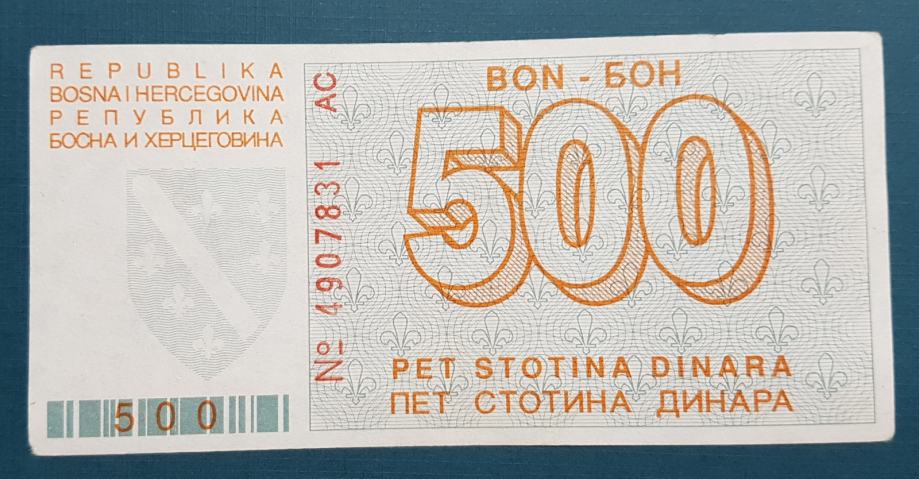 REPUBLIKA
BOSNA I HERCEGOVINA
РЕПУБЛИКА
БОСНА И ХЕРЦЕГОВИНА
500
№ 4907831 AC
BON - БОН
500
PET STOTINA DINARA
ПЕТ СТОТИНА ДИНАРА